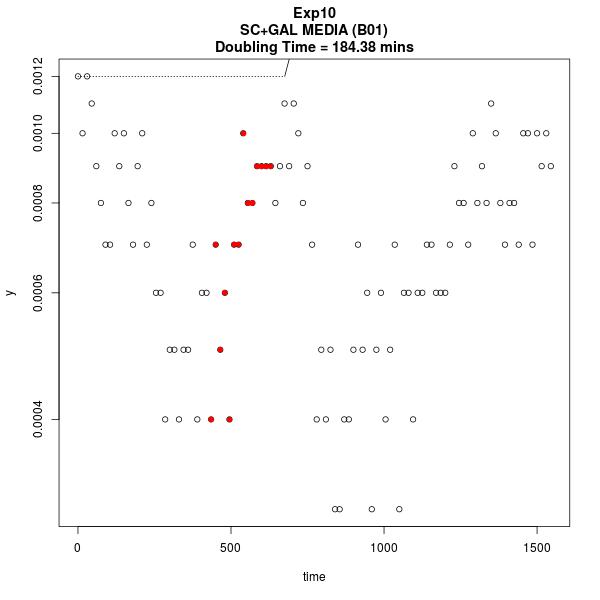 Exp10
SC+GAL MEDIA (B01)
Doubling Time = 184.38 mins
0.0012
0.0010
0.0008
0.0006
0.0004
y
0
500
1000
1500
time